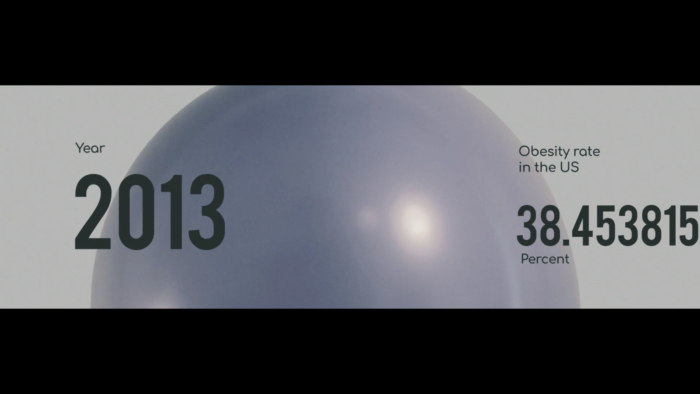 Year
2013
Obesity rate
in the US
38.453815
Percent